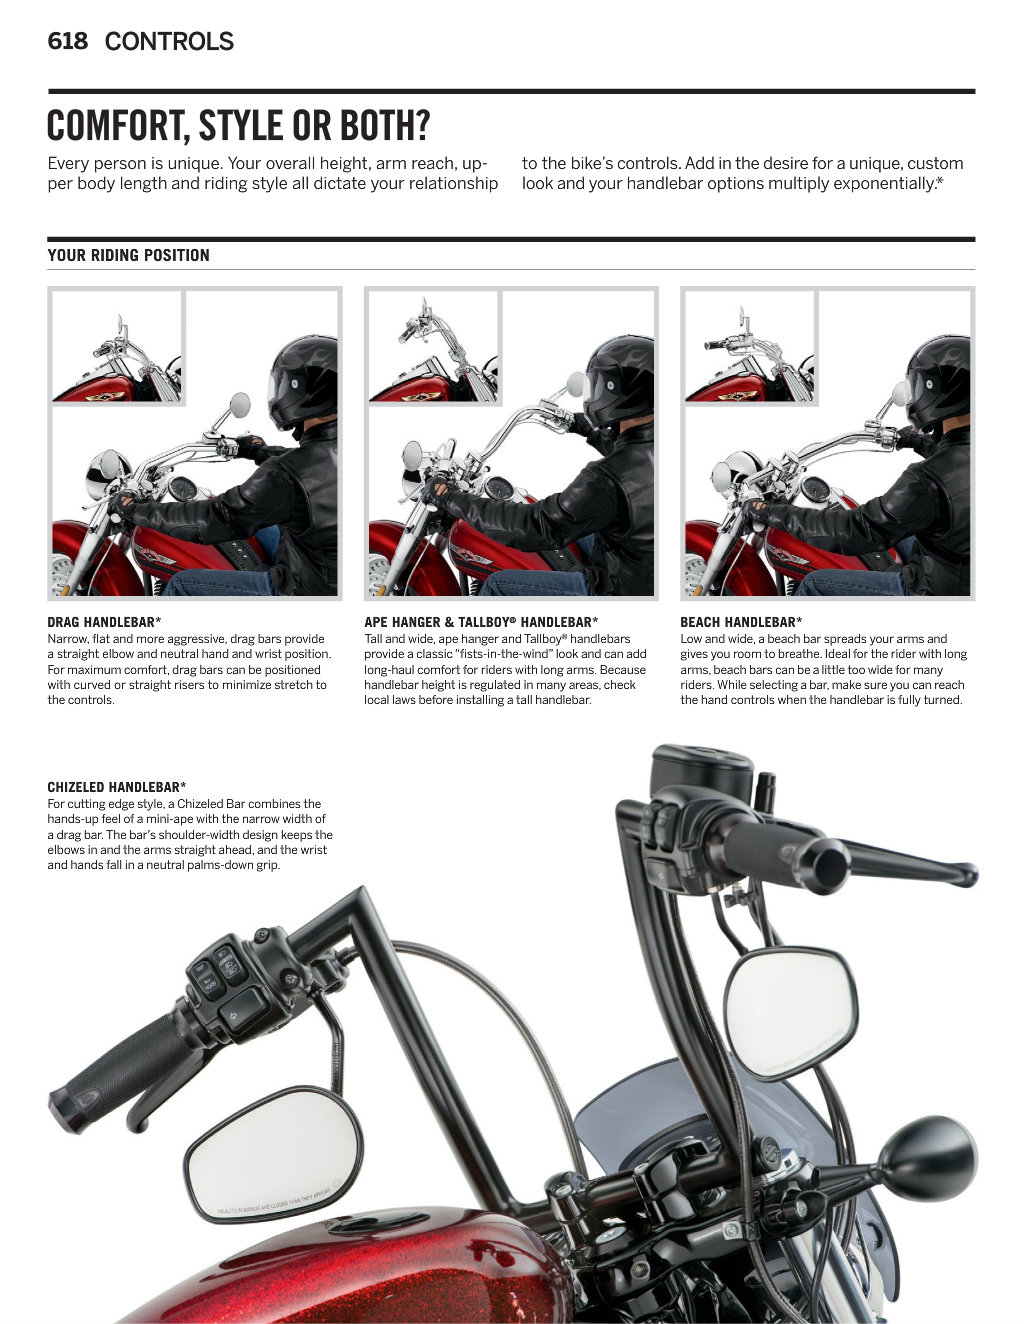 618 CONTROLS
COMFORT, STYLE OR BOTH?
Every person is unique. Your overall height, arm reach, up-
per body length and riding style all dictate your relationship
to the bike's controls. Add in the desire for a unique, custom
look and your handlebar options multiply exponentially.*
YOUR RIDING POSITION
DRAG HANDLEBAR*
Narrow, flat and more aggressive, drag bars provide
a straight elbow and neutral hand and wrist position.
For maximum comfort, drag bars can be positioned
with curved or straight risers to minimize stretch to
the controls.
APE HANGER & TALLBOY® HANDLEBAR*
Tall and wide, ape hanger and Tallboy® handlebars
provide a classic “fists-in-the-wind” look and can add
long-haul comfort for riders with long arms. Because
handlebar height is regulated in many areas, check
local laws before installing a tall handlebar.
BEACH HANDLEBAR*
Low and wide, a beach bar spreads your arms and
gives you room to breathe. Ideal for the rider with long
arms, beach bars can be a little too wide for many
riders. While selecting a bar, make sure you can reach
the hand controls when the handlebar is fully turned.
CHIZELED HANDLEBAR*
For cutting edge style, a Chizeled Bar combines the
hands-up feel of a mini-ape with the narrow width of
a drag bar. The bar's shoulder-width design keeps the
elbows in and the arms straight ahead, and the wrist
and hands fall in a neutral palms-down grip.
TRIP
OBJECTS IN MIRROR ARE CLOSER THAN THEY APPEAR